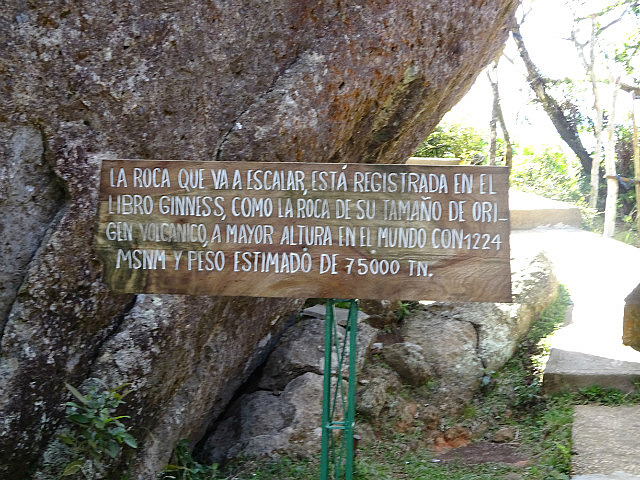 LA ROCA QUE VA A ESCALAR, ESTÁ REGISTRADA EN EL
LIBRO GINNESS, COMO LA ROCA DE SU TAMAÑO DE ORI_
GEN VOLCANICO, A MAYOR ALTURA EN EL MUNDO CON 1224
MSNM Y PESO ESTIMADO DE 75000 TN.